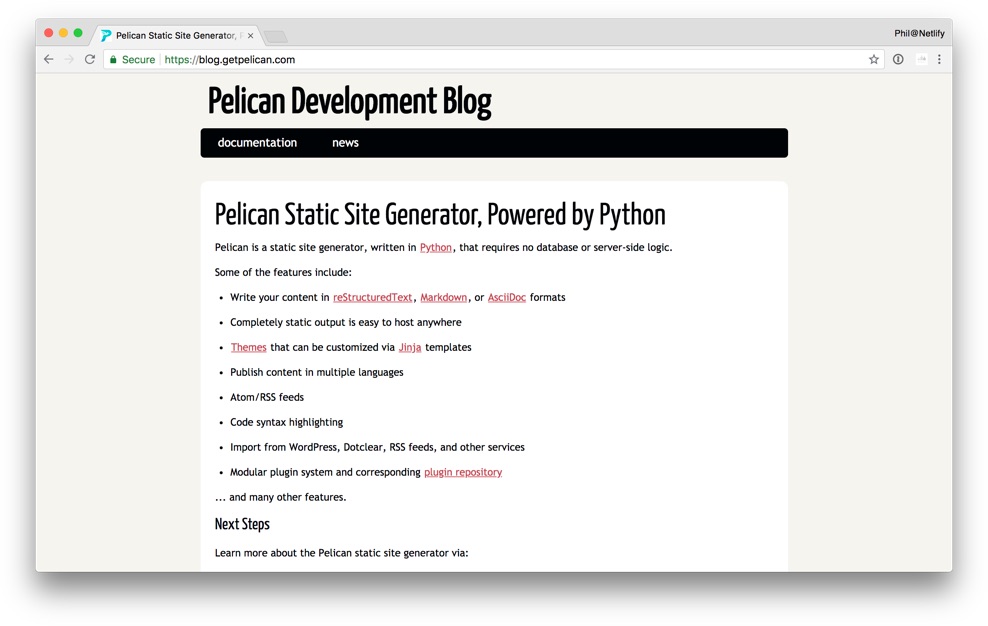 Pelican Static Site Generator, P
Phil@Netlify
Secure https://blog.getpelican.com
Pelican Development Blog
documentation news
Pelican Static Site Generator, Powered by Python
Pelican is a static site generator, written in Python, that requires no database or server-side logic.
Some of the features include:
• Write your content in reStructuredText, Markdown, or AsciiDoc formats
• Completely static output is easy to host anywhere
• Themes that can be customized via Jinja templates
• Publish content in multiple languages
• Atom/RSS feeds
• Code syntax highlighting
• Import from WordPress, Dotclear, RSS feeds, and other services
• Modular plugin system and corresponding plugin repository
... and many other features.
Next Steps
Learn more about the Pelican static site generator via: